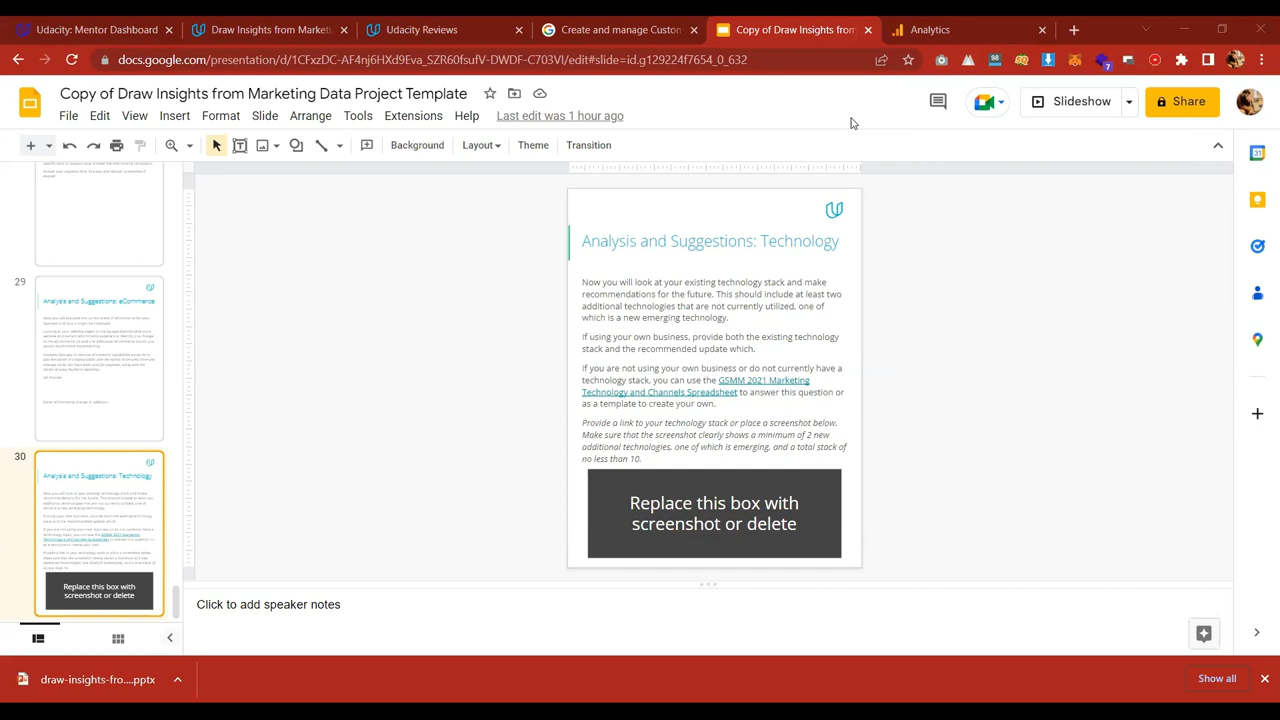 Udacity: Mentor Dashboard
Draw Insights from Market
Udacity Reviews
Create and manage Custom
Copy of Draw Insights from
Analytics
docs.google.com/presentation/d/1CFxzDC-AF4nj6HXd9Eva_SZR60fsufV-DWDF-C703VI/edit#slide=id.g129224f7654_0_632
98
7
Copy of Draw Insights from Marketing Data Project Template
File Edit View Insert Format Slide Arrange Tools Extensions Help Last edit was 1 hour ago
Slideshow
Share
Background Layout Theme Transition
31
29
Analysis and Suggestions: eCommerce
30
Analysis and Suggestions: Technology
Replace this box with
screenshot or delete
Analysis and Suggestions: Technology
Now you will look at your existing technology stack and make
recommendations for the future. This should include at least two
additional technologies that are not currently utilized, one of
which is a new emerging technology.
If using your own business, provide both the existing technology
stack and the recommended update which.
If you are not using your own business or do not currently have a
technology stack, you can use the GSMM 2021 Marketing
Technology and Channels Spreadsheet to answer this question or
as a template to create your own.
Provide a link to your technology stack or place a screenshot below.
Make sure that the screenshot clearly shows a minimum of 2 new
additional technologies, one of which is emerging, and a total stack of
no less than 10.
Replace this box with
screenshot or delete
Click to add speaker notes
draw-insights-fro....pptx
Show all